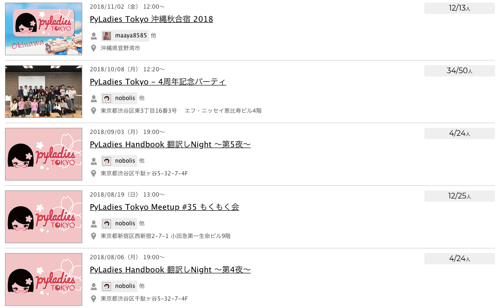 pyladies
TOKYO
Okinawa
2018/11/02（金） 12:00〜
PyLadies Tokyo 沖縄秋合宿 2018
maaya8585 他
沖縄県宜野湾市
12/13人
2018/10/08（月） 12:20〜
PyLadies Tokyo - 4周年記念パーティ
nobolis 他
東京都渋谷区東3丁目16番3号 エフ・ニッセイ恵比寿ビル4階
34/50人
pyladies
TOKYO
2018/09/03（月） 19:00〜
PyLadies Handbook 翻訳しNight 〜第5夜〜
nobolis 他
東京都渋谷区千駄ヶ谷5-32-7-4F
4/24人
pyladies
TOKYO
2018/08/19（日） 13:00〜
PyLadies Tokyo Meetup #35 もくもく会
nobolis 他
東京都新宿区西新宿2-7-1 小田急第一生命ビル9階
12/25人
pyladies
TOKYO
2018/08/06（月） 19:00〜
PyLadies Handbook 翻訳しNight 〜第4夜〜
nobolis 他
東京都渋谷区千駄ヶ谷5-32-7-4F
4/24人